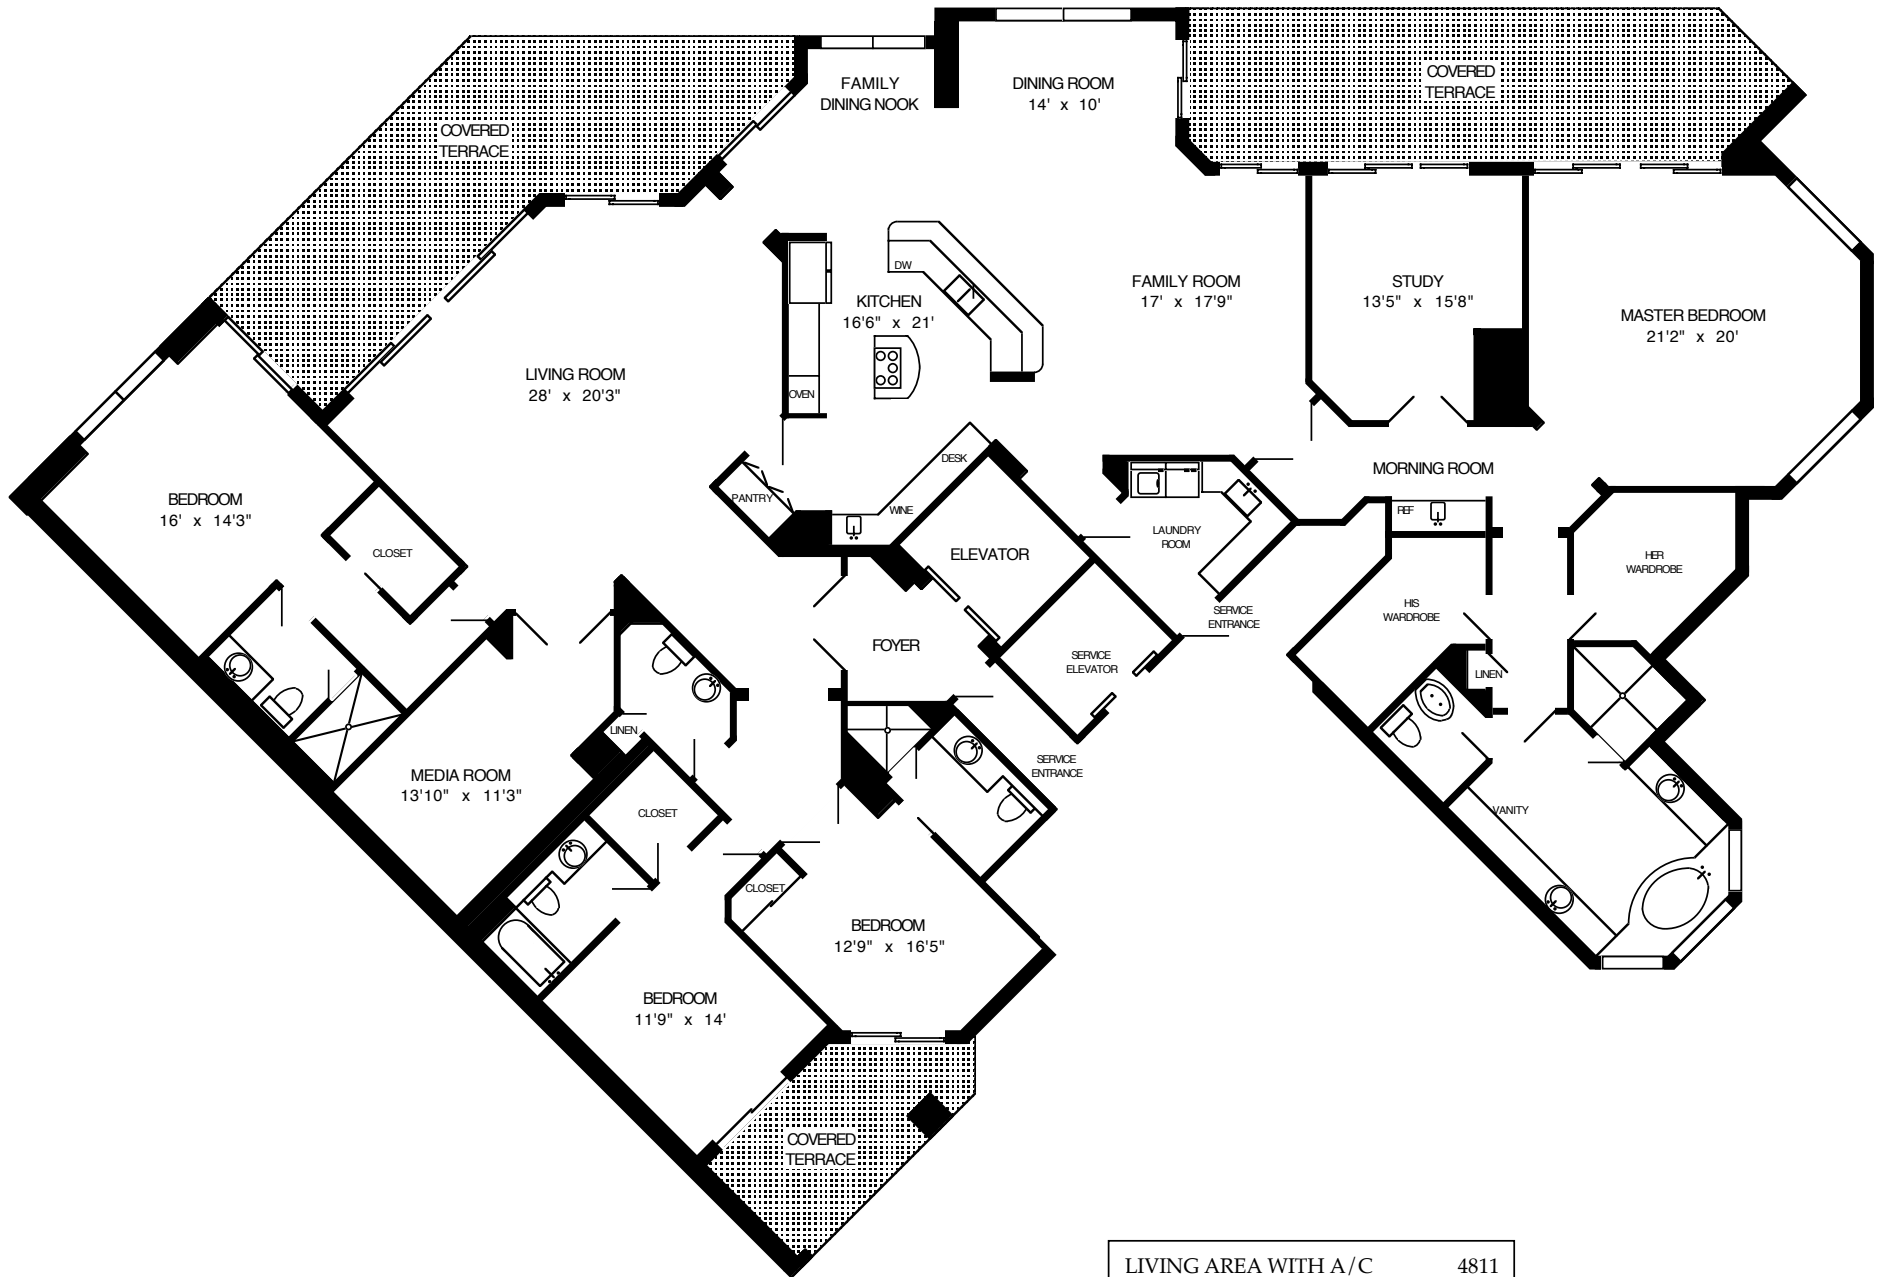 COVERED
TERRACE
FAMILY
DINING NOOK
DINING ROOM
14' x 10'
COVERED
TERRACE
DW
KITCHEN
16'6" x 21'
FAMILY ROOM
17' x 17'9"
STUDY
13'5" x 15'8"
MASTER BEDROOM
21'2" x 20'
LIVING ROOM
28' x 20'3"
OVEN
DESK
PANTRY
WINE
MORNING ROOM
REF
BEDROOM
16' x 14'3"
CLOSET
ELEVATOR
LAUNDRY
ROOM
HER
WARDROBE
HIS
WARDROBE
SERVICE
ENTRANCE
FOYER
SERVICE
ELEVATOR
LINEN
LINEN
SERVICE
ENTRANCE
MEDIA ROOM
13'10" x 11'3"
CLOSET
VANITY
CLOSET
BEDROOM
12'9" x 16'5"
BEDROOM
11'9" x 14'
COVERED
TERRACE
LIVING AREA WITH A/C 4811